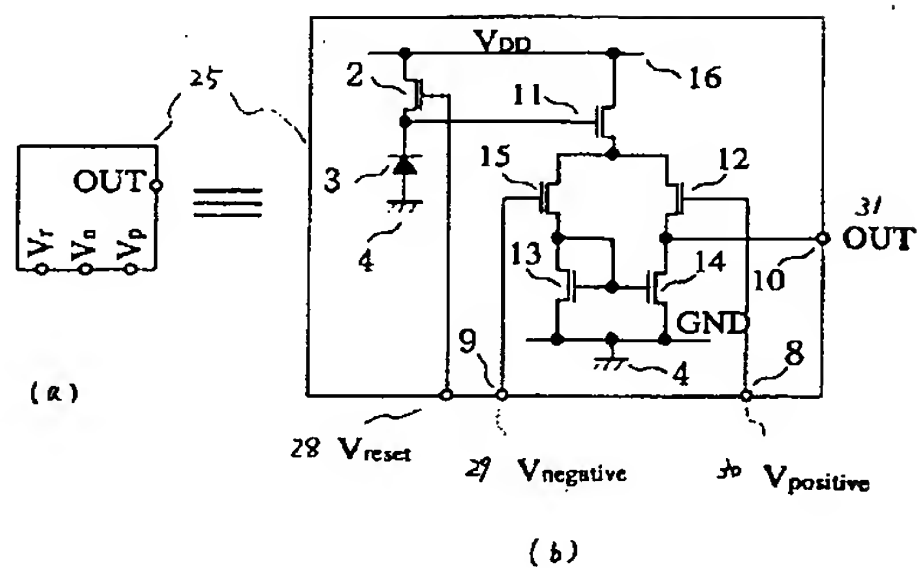 25
OUT
Vr
Vn
Vp
(a)
VDD
2
16
11
3
15
12
4
31
OUT
13
14
10
GND
9
4
8
28 Vreset
29 Vnegative
30 Vpositive
(b)